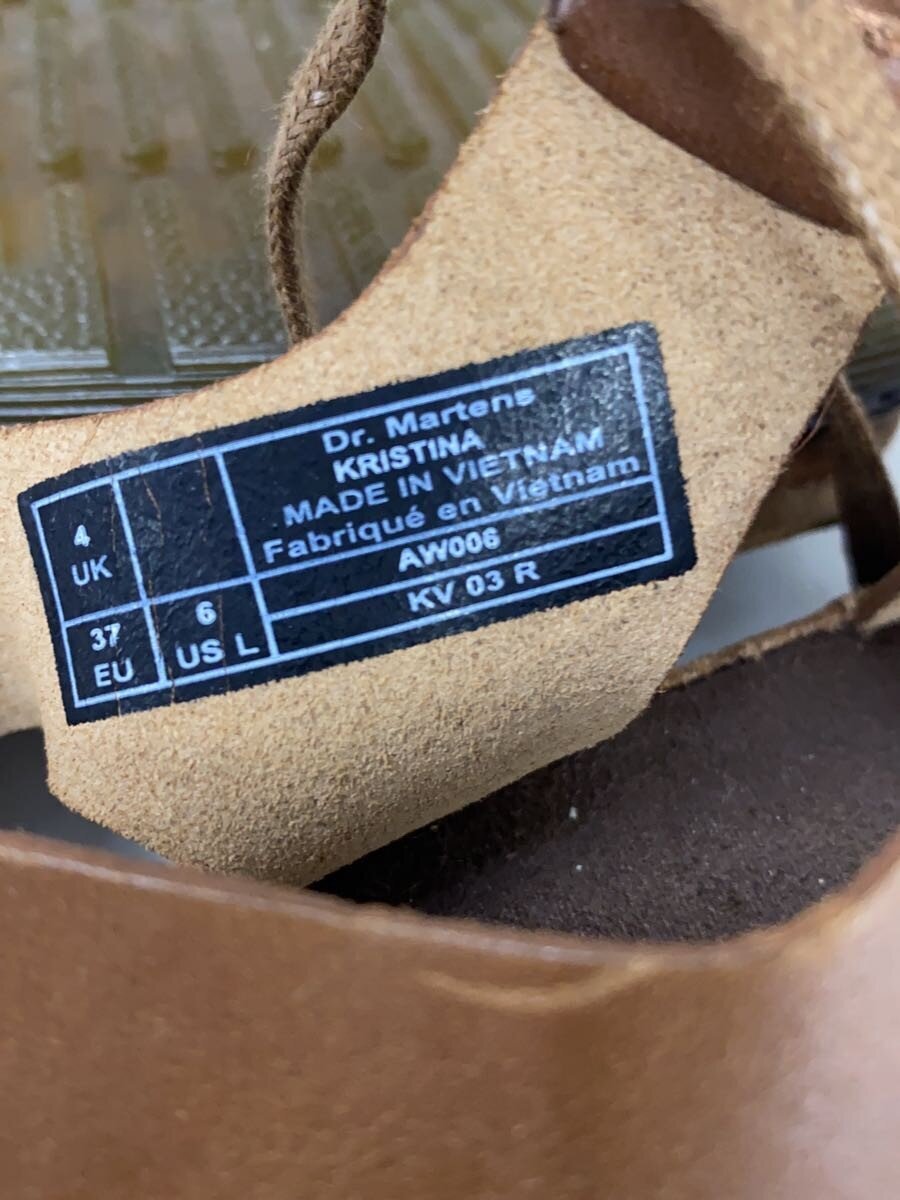 Dr. Martens
KRISTINA
MADE IN VIETNAM
Fabriqué en Vietnam
4
UK
AW006
37
EU
6
US L
KV 03 R